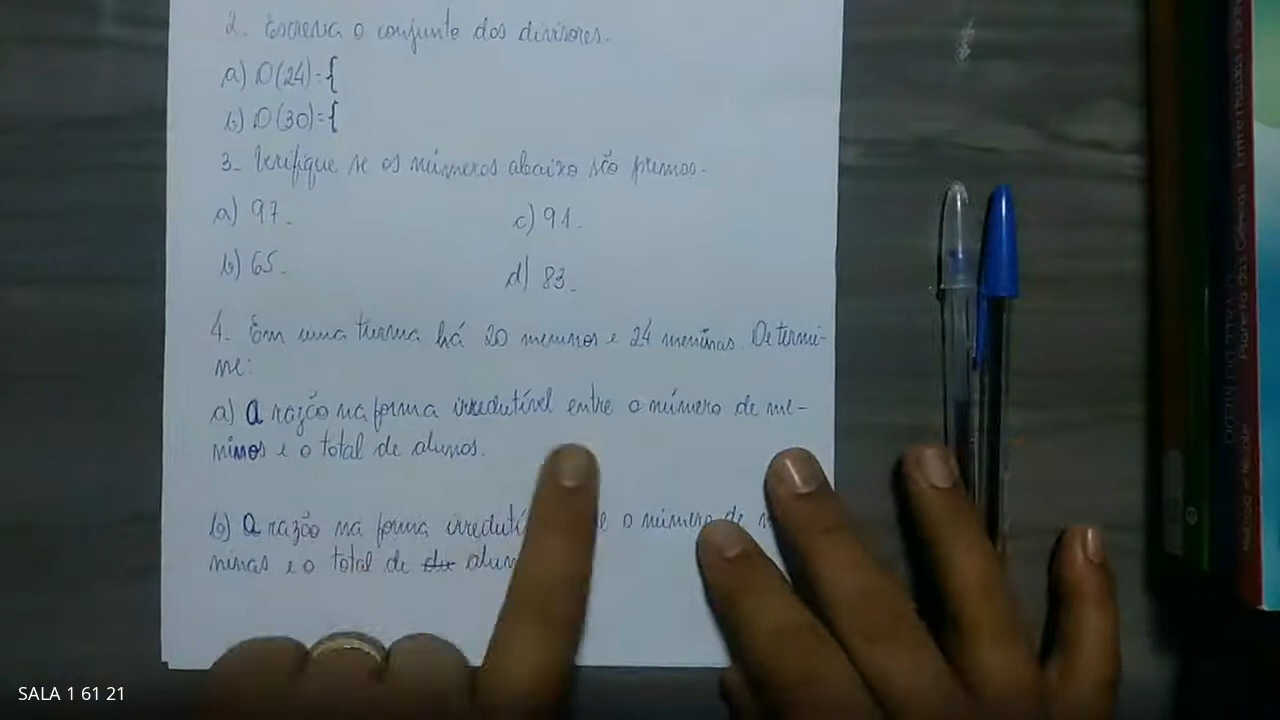 2. Escreva o conjunto dos divisores.
a) D(24)={
b) D(30)={
3- Verifique se os números abaixo são primos.
a) 97.
c) 91.
b) 65.
d) 83.
4- Em uma turma há 20 meninos e 24 meninas. Determi-
ne:
a) a razão na forma irredutível entre o número de me-
ninos e o total de alunos.
b) a razão na forma o número de
ninas e o total de
SALA 1 61 21